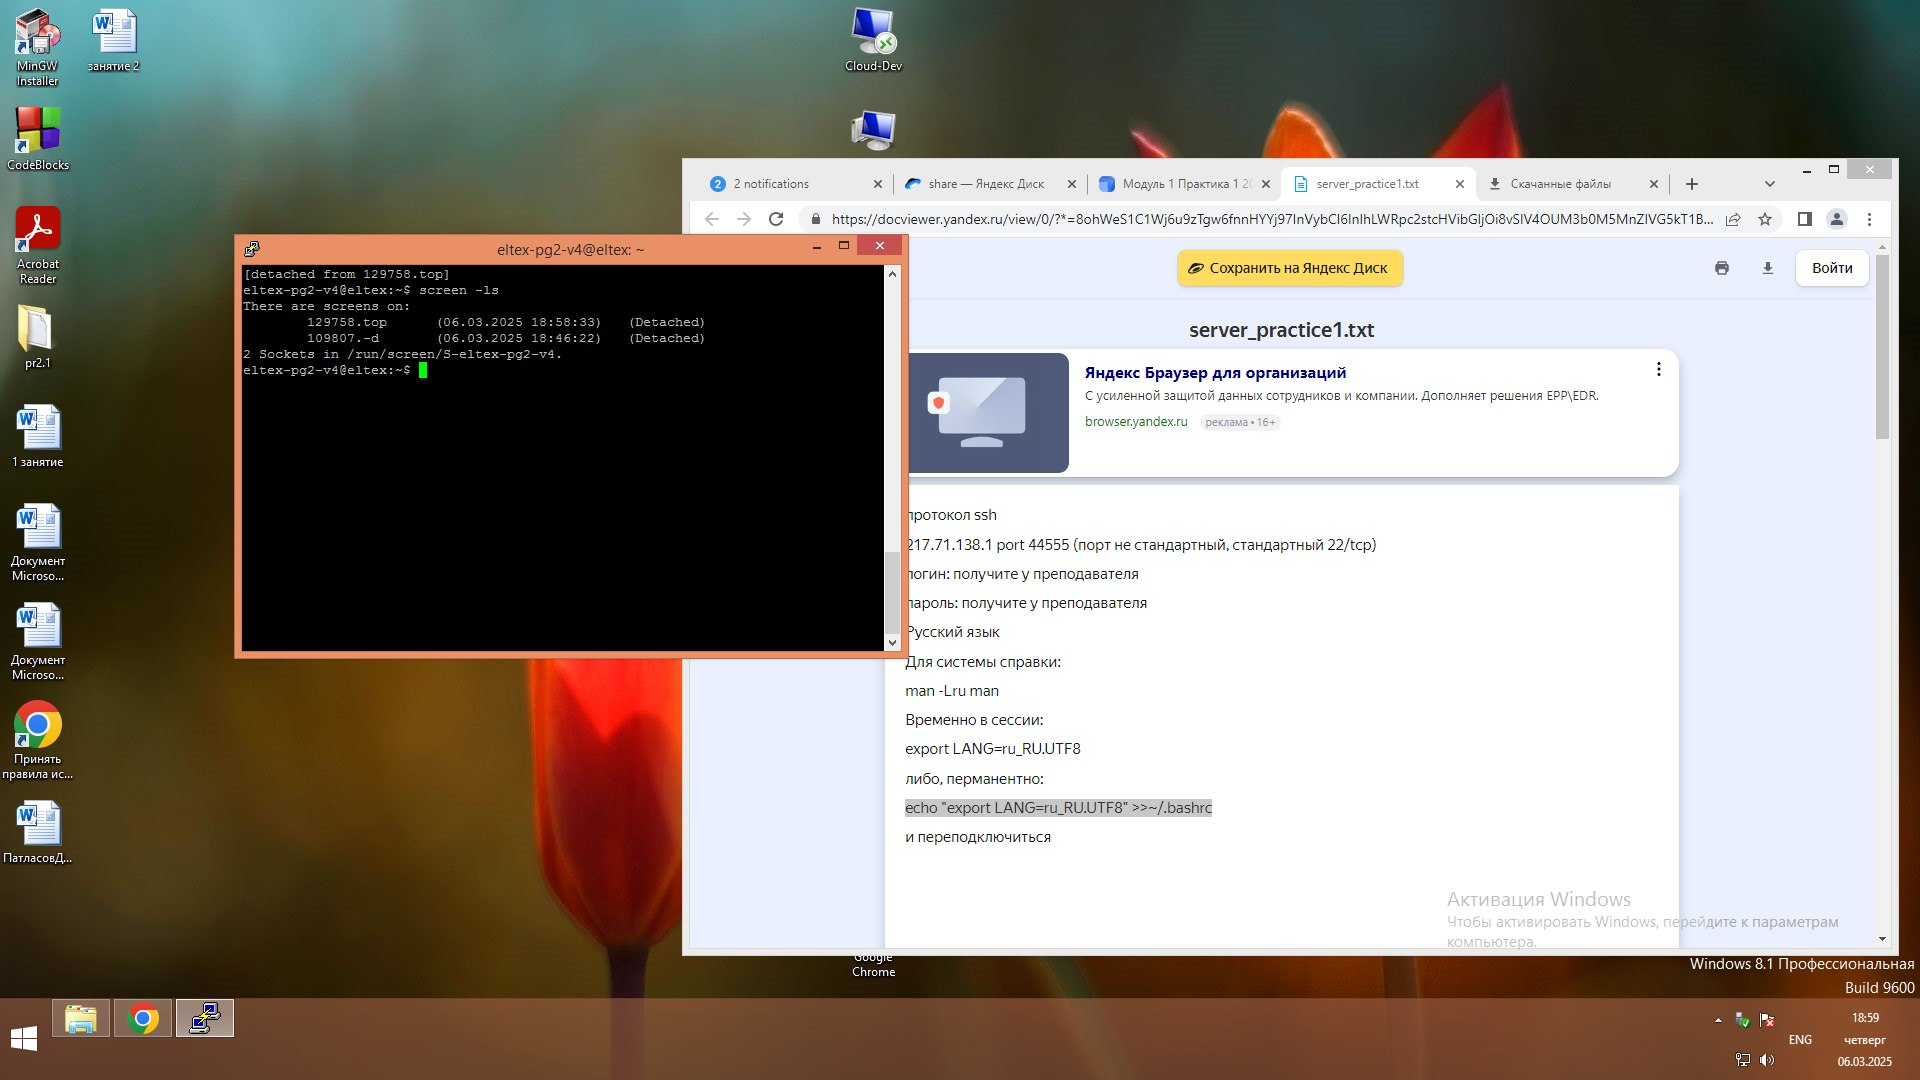 MinGW
Installer
занятие 2
CodeBlocks
Acrobat
Reader
pr2.1
1 занятие
Документ
Microso...
Документ
Microso...
Принять
правила ис...
ПатласовД...
Cloud-Dev
2 2 notifications
share — Яндекс Диск
Модуль 1 Практика 1 20
server_practice1.txt
Скачанные файлы
Сохранить на Яндекс Диск
Войти
server_practice1.txt
Яндекс Браузер для организаций
С усиленной защитой данных сотрудников и компании. Дополняет решения EPP\EDR.
browser.yandex.ru
реклама • 16+
eltex-pg2-v4@eltex: ~
[detached from 129758.top]
eltex-pg2-v4@eltex:~$ screen -ls
There are screens on:
129758.top (06.03.2025 18:58:33) (Detached)
109807.-d (06.03.2025 18:46:22) (Detached)
2 Sockets in /run/screen/S-eltex-pg2-v4.
eltex-pg2-v4@eltex:~$
протокол ssh
217.71.138.1 port 44555 (порт не стандартный, стандартный 22/tcp)
логин: получите у преподавателя
пароль: получите у преподавателя
Русский язык
Для системы справки:
man -Lru man
Временно в сессии:
export LANG=ru_RU.UTF8
либо, перманентно:
echo "export LANG=ru_RU.UTF8" >>~/.bashrc
и переподключиться
Активация Windows
Чтобы активировать Windows, перейдите к параметрам
компьютера.
Google
Chrome
Windows 8.1 Профессиональная
Build 9600
ENG
18:59
четверг
06.03.2025